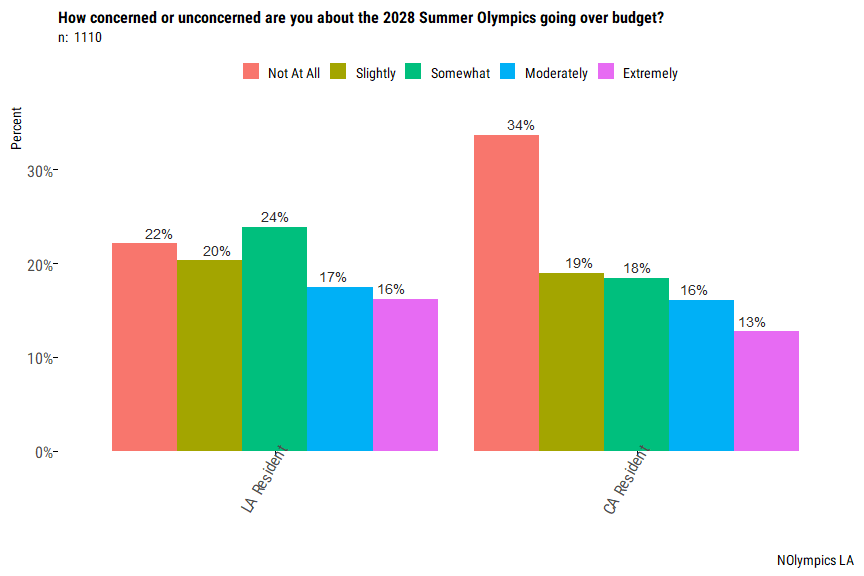 How concerned or unconcerned are you about the 2028 Summer Olympics going over budget?
n: 1110
Not At All Slightly Somewhat Moderately Extremely
Percent
30%
20%
10%
0%
22%
20%
24%
17%
16%
34%
19%
18%
16%
13%
LA Resident
CA Resident
NOlympics LA